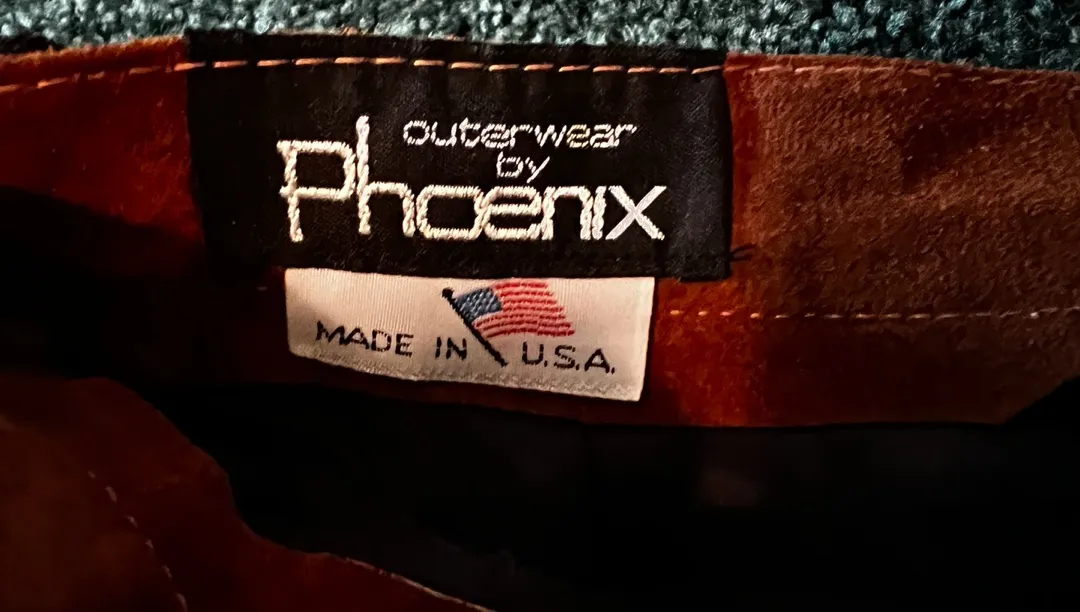 outerwear
by
Phoenix
MADE IN U.S.A.